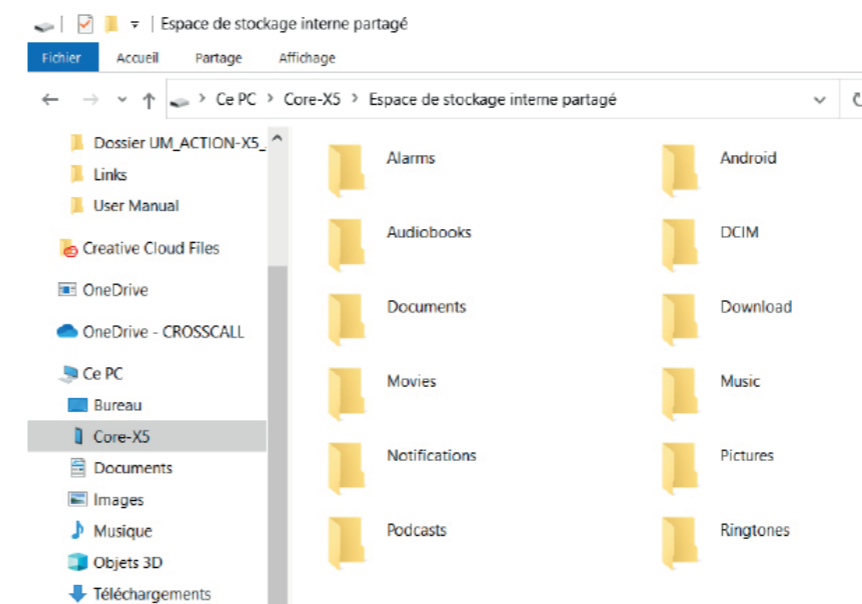 Espace de stockage interne partagé
Fichier Accueil Partage Affichage
Ce PC > Core-X5 > Espace de stockage interne partagé
Dossier UM_ACTION-X5_
Links
User Manual
Creative Cloud Files
OneDrive
OneDrive - CROSSCALL
Ce PC
Bureau
Core-X5
Documents
Images
Musique
Objets 3D
Téléchargements
Alarms
Android
Audiobooks
DCIM
Documents
Download
Movies
Music
Notifications
Pictures
Podcasts
Ringtones